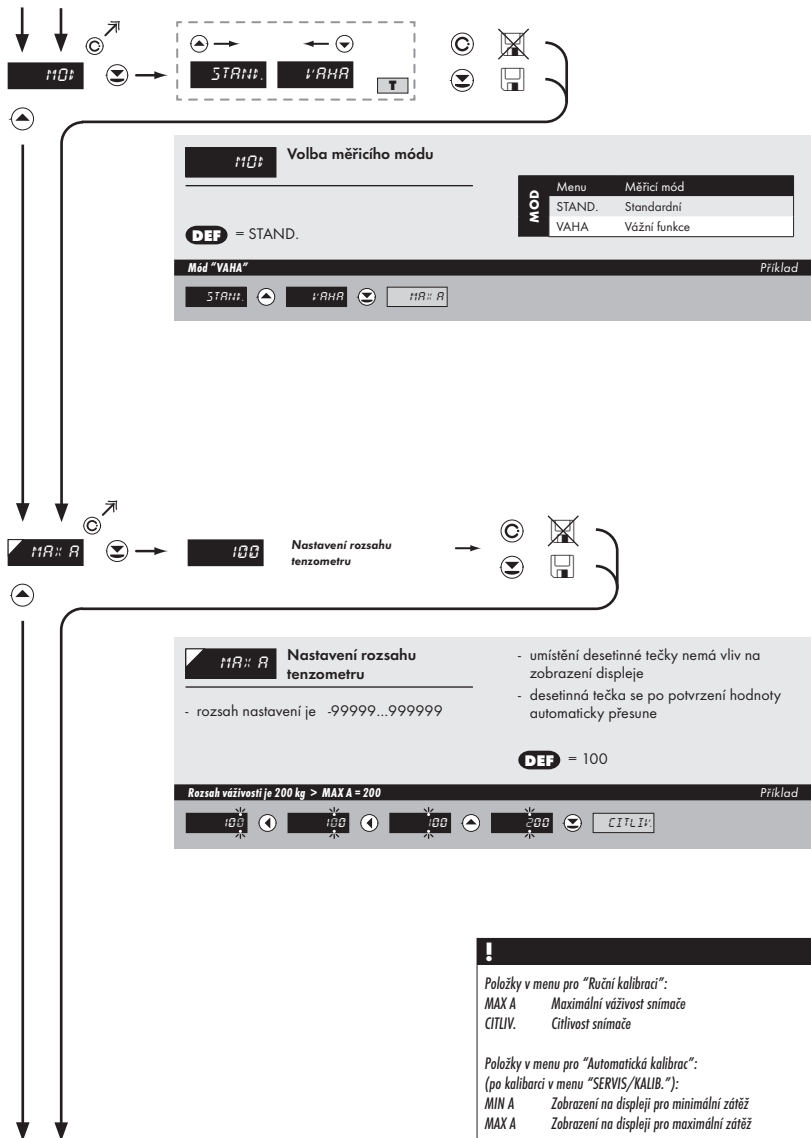 MOD
STAND.
VAHA
T
MOD
Volba měřicího módu
DEF = STAND.
MOD
Menu Měřicí mód
STAND. Standardní
VAHA Vážní funkce
Mód "VAHA" Příklad
STAND. VAHA MAX A
MAX A
100
Nastavení rozsahu
tenzometru
MAX A
Nastavení rozsahu
tenzometru
- rozsah nastavení je -99999...999999
- umístění desetinné tečky nemá vliv na
zobrazení displeje
- desetinná tečka se po potvrzení hodnoty
automaticky přesune
DEF = 100
Rozsah váživosti je 200 kg > MAX A = 200 Příklad
100 100 100 200 CITLIV.
!
Položky v menu pro "Ruční kalibraci":
MAX A Maximální váživost snímače
CITLIV. Citlivost snímače
Položky v menu pro "Automatická kalibrac":
(po kalibarci v menu "SERVIS/KALIB."):
MIN A Zobrazení na displeji pro minimální zátěž
MAX A Zobrazení na displeji pro maximální zátěž